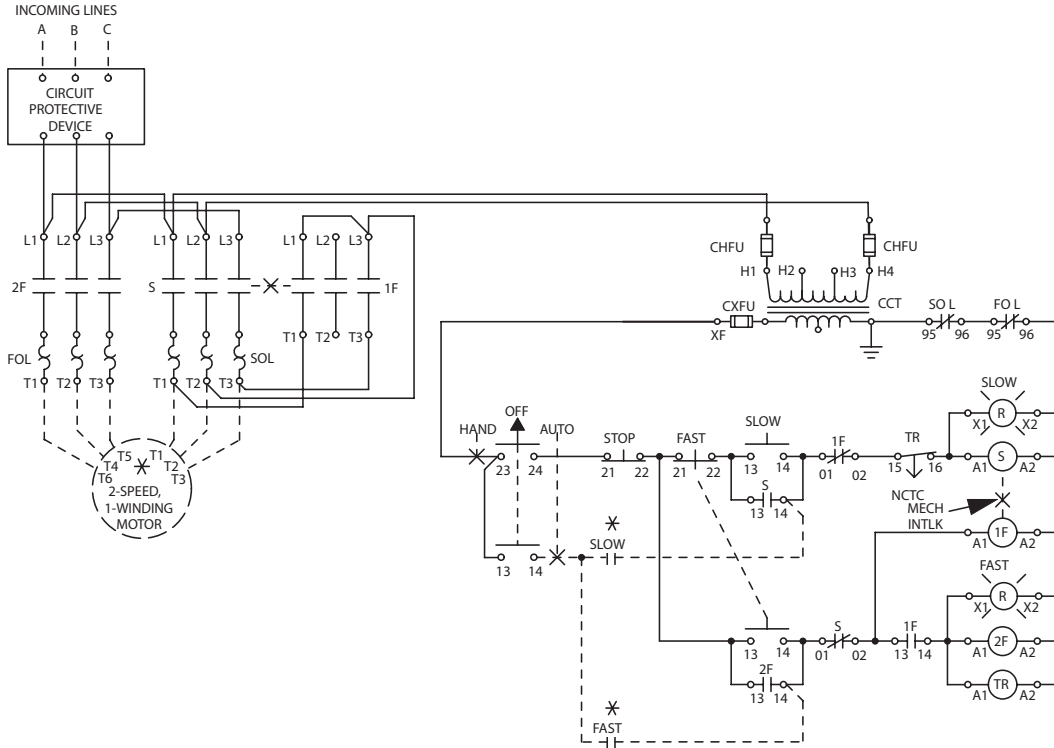 INCOMING LINES
A B C
CIRCUIT
PROTECTIVE
DEVICE
L1 L2 L3 L1 L2 L3 L1 L2 L3
2F S 1F
FOL SOL
T1 T2 T3
T1 T2 T3 T1 T2 T3
T6 T4 T5 T1 T2 T3
2-SPEED,
1-WINDING
MOTOR
CHFU CHFU
H1 H2 H3 H4
CXFU CCT
XF
SO L FO L
95 96 95 96
HAND OFF AUTO
23 24
STOP
21 22
FAST
21 22
SLOW
13 14
S
13 14
1F
01 02
TR
15 16
SLOW
R
X1 X2
S
A1 A2
NCTC
MECH
INTLK
1F
A1 A2
13 14
SLOW
FAST
R
X1 X2
13 14
S
01 02
1F
13 14
2F
A1 A2
2F
13 14
TR
A1 A2
FAST